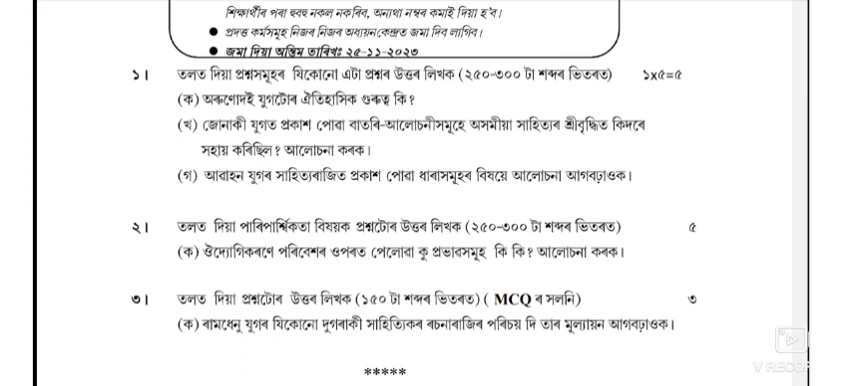 শিক্ষাৰ্থীৰ পৰা হুবহু নকল নকৰিব, অন্যথা নম্বৰ কমাই দিয়া হ'ব।
প্ৰদত্ত কৰ্মসমূহ নিজৰ নিজৰ অধ্যয়নকেন্দ্ৰত জমা দিব লাগিব।
জমা দিয়া অন্তিম তাৰিখঃ ২৫-১১-২০২৩
১। তলত দিয়া প্ৰশ্নসমূহৰ যিকোনো এটা প্ৰশ্নৰ উত্তৰ লিখক (২৫০-৩০০ টা শব্দৰ ভিতৰত) ১x৫=৫
(ক) অৰুণোদই যুগটোৰ ঐতিহাসিক গুৰুত্ব কি?
(খ) জোনাকী যুগত প্ৰকাশ পোৱা বাতৰি-আলোচনীসমূহে অসমীয়া সাহিত্যৰ শ্ৰীবৃদ্ধিত কিদৰে
সহায় কৰিছিল? আলোচনা কৰক।
(গ) আৱাহন যুগৰ সাহিত্যৰাজিত প্ৰকাশ পোৱা ধাৰাসমূহৰ বিষয়ে আলোচনা আগবঢ়াওক।
২। তলত দিয়া পাৰিপাৰ্শ্বিকতা বিষয়ক প্ৰশ্নটোৰ উত্তৰ লিখক (২৫০-৩০০ টা শব্দৰ ভিতৰত) ৫
(ক) ঔদ্যোগিকৰণে পৰিবেশৰ ওপৰত পেলোৱা কু প্ৰভাৱসমূহ কি কি? আলোচনা কৰক।
৩। তলত দিয়া প্ৰশ্নটোৰ উত্তৰ লিখক (১৫০ টা শব্দৰ ভিতৰত) ( MCQ ৰ সলনি) ৩
(ক) ৰামধেনু যুগৰ যিকোনো দুগৰাকী সাহিত্যিকৰ ৰচনাৰাজিৰ পৰিচয় দি তাৰ মূল্যায়ন আগবঢ়াওক।
*****
V RECO